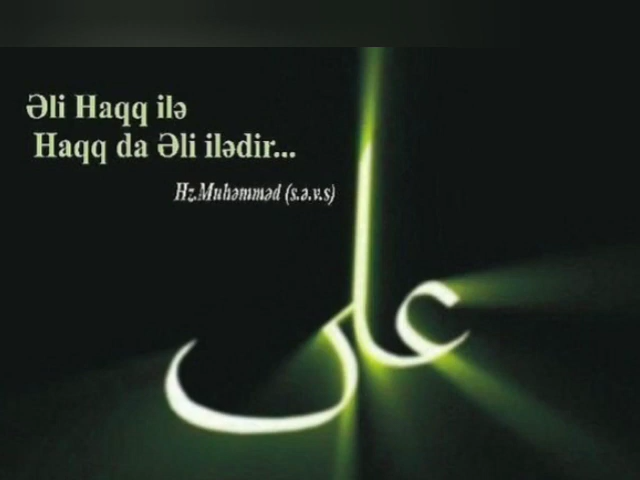 Əli Haqq ilə
Haqq da Əli ilədir...
Hz.Muhəmməd (s.ə.v.s)
علی